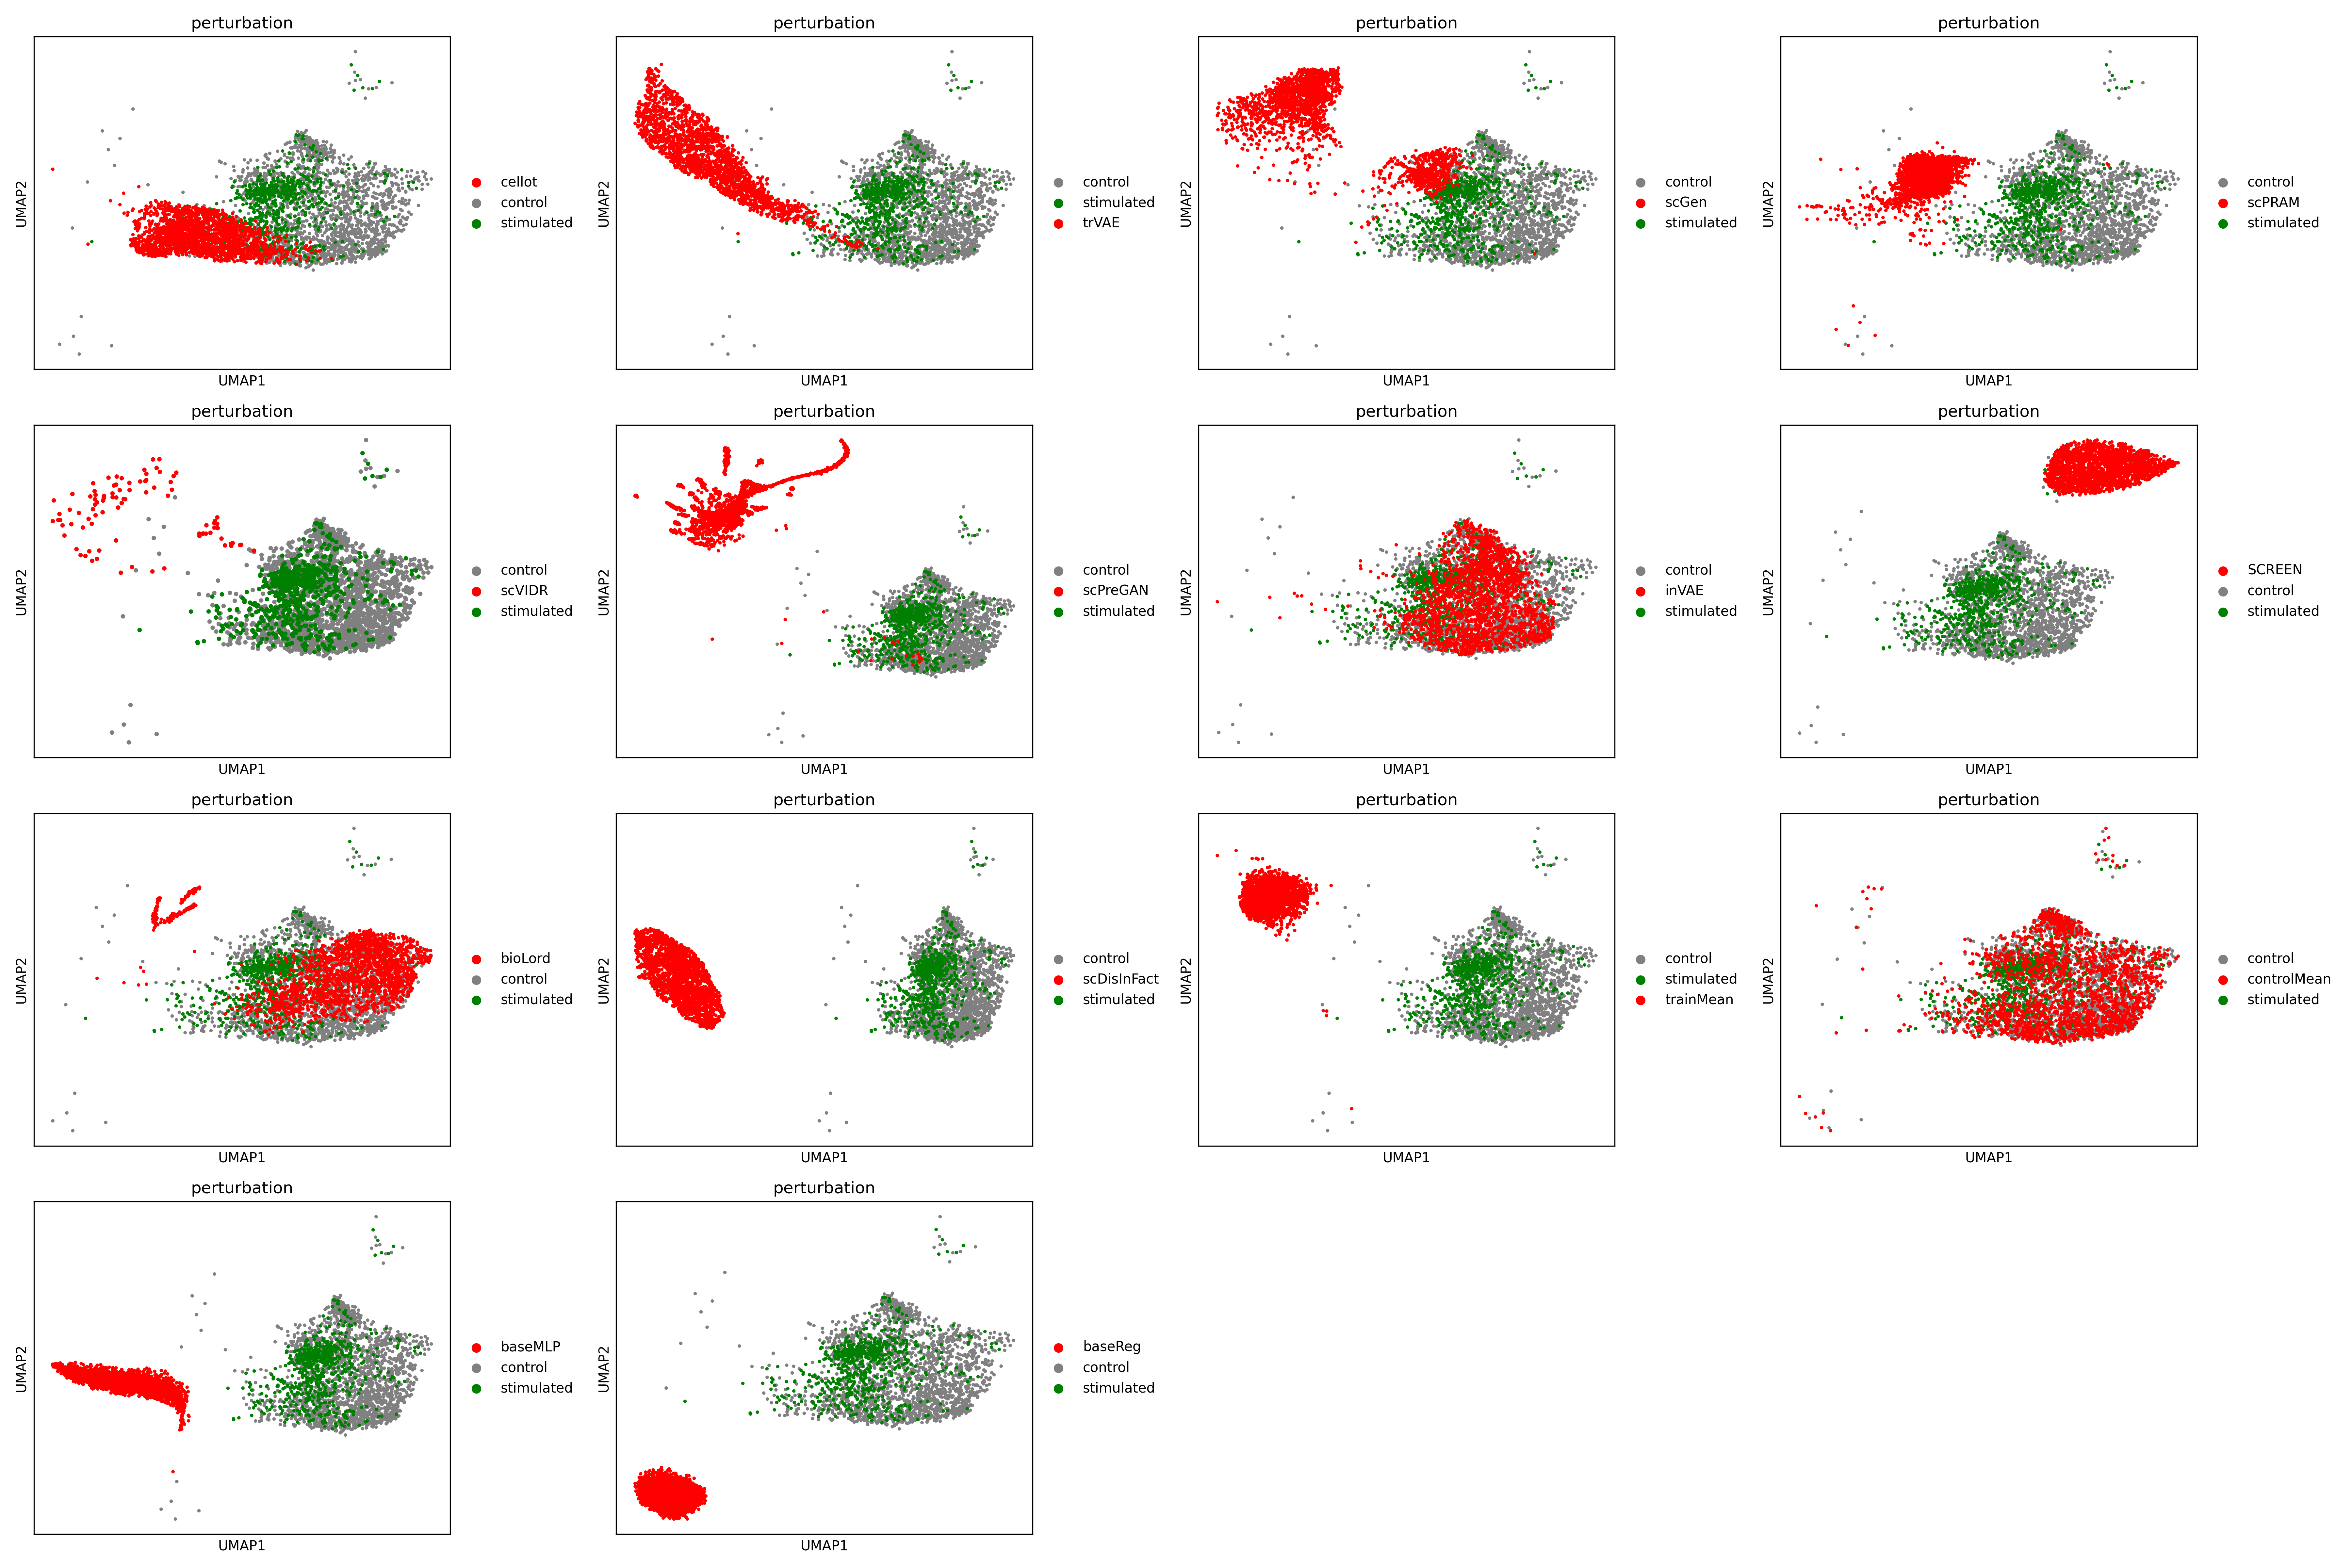 perturbation
UMAP2
cellot
control
stimulated
UMAP1
perturbation
UMAP2
control
stimulated
trVAE
UMAP1
perturbation
UMAP2
control
scGen
stimulated
UMAP1
perturbation
UMAP2
control
scPRAM
stimulated
UMAP1
perturbation
UMAP2
control
scVIDR
stimulated
UMAP1
perturbation
UMAP2
control
scPreGAN
stimulated
UMAP1
perturbation
UMAP2
control
inVAE
stimulated
UMAP1
perturbation
UMAP2
SCREEN
control
stimulated
UMAP1
perturbation
UMAP2
bioLord
control
stimulated
UMAP1
perturbation
UMAP2
control
scDisInFact
stimulated
UMAP1
perturbation
UMAP2
control
stimulated
trainMean
UMAP1
perturbation
UMAP2
control
controlMean
stimulated
UMAP1
perturbation
UMAP2
baseMLP
control
stimulated
UMAP1
perturbation
UMAP2
baseReg
control
stimulated
UMAP1